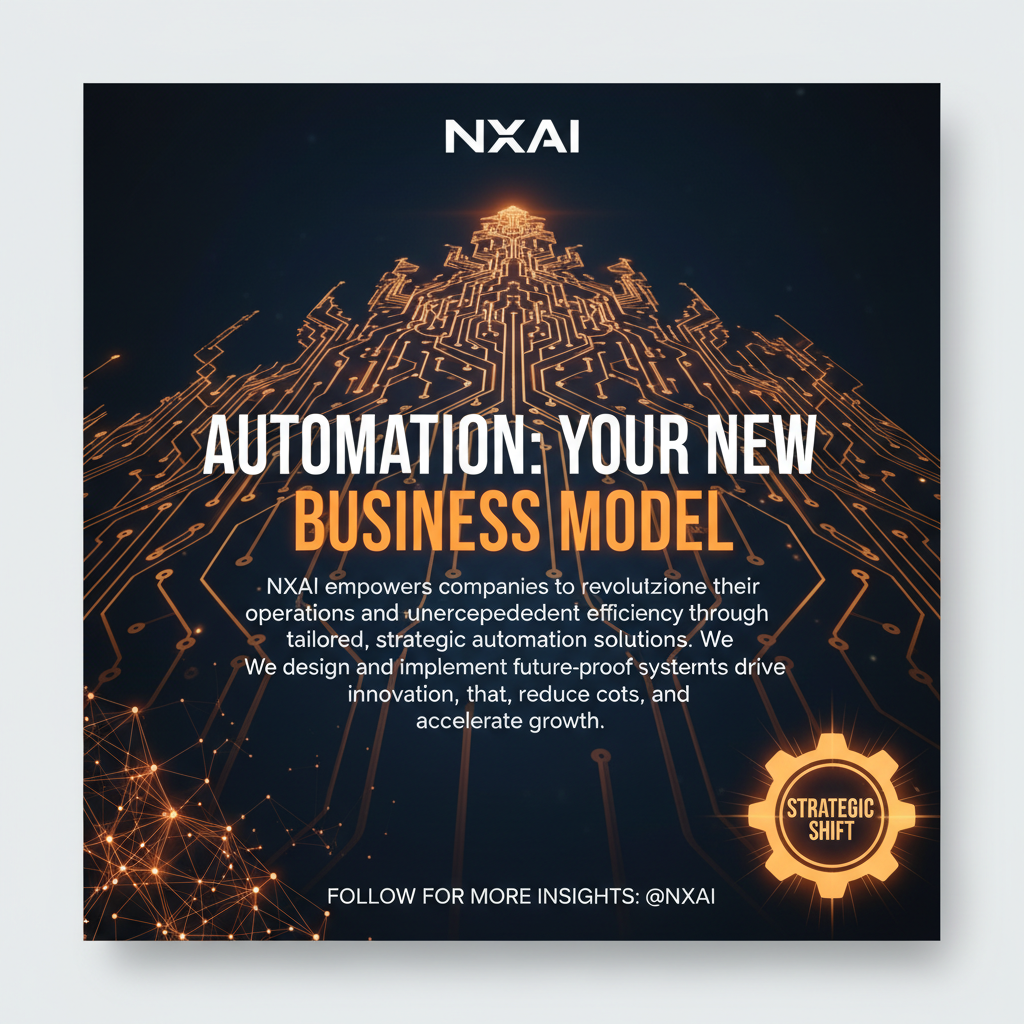 NXAI
AUTOMATION: YOUR NEW
BUSINESS MODEL
NXAI empowers companies to revolutzione their
operations and unercepededent efficiency through
tailored, strategic automation solutions. We
We design and implement future-proof systernts drive
innovation, that, reduce cots, and
accelerate growth.
STRATEGIC
SHIFT
FOLLOW FOR MORE INSIGHTS: @NXAI